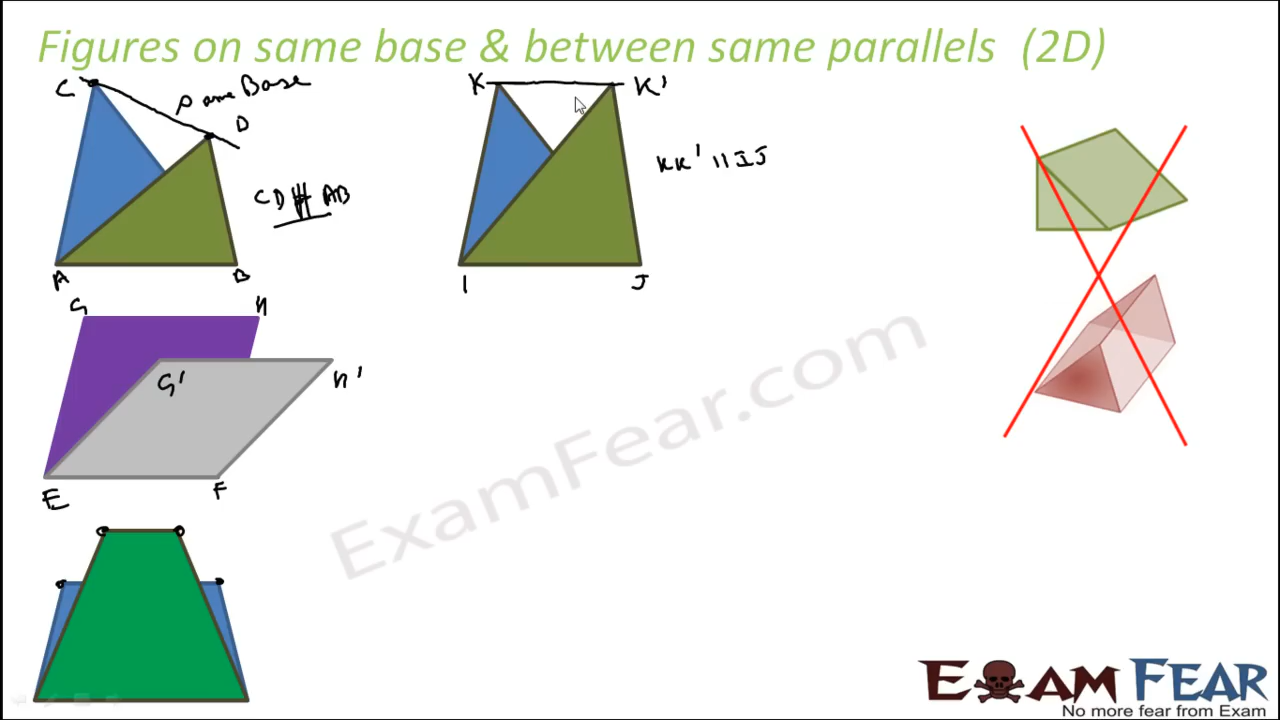 Figures on same base & between same parallels (2D)
C
Same Base
D
CD ∦ AB
A
B
K
K'
KK' || IJ
I
J
G
H
G'
H'
E
F
ExamFear.com
EXAM FEAR
No more fear from Exam